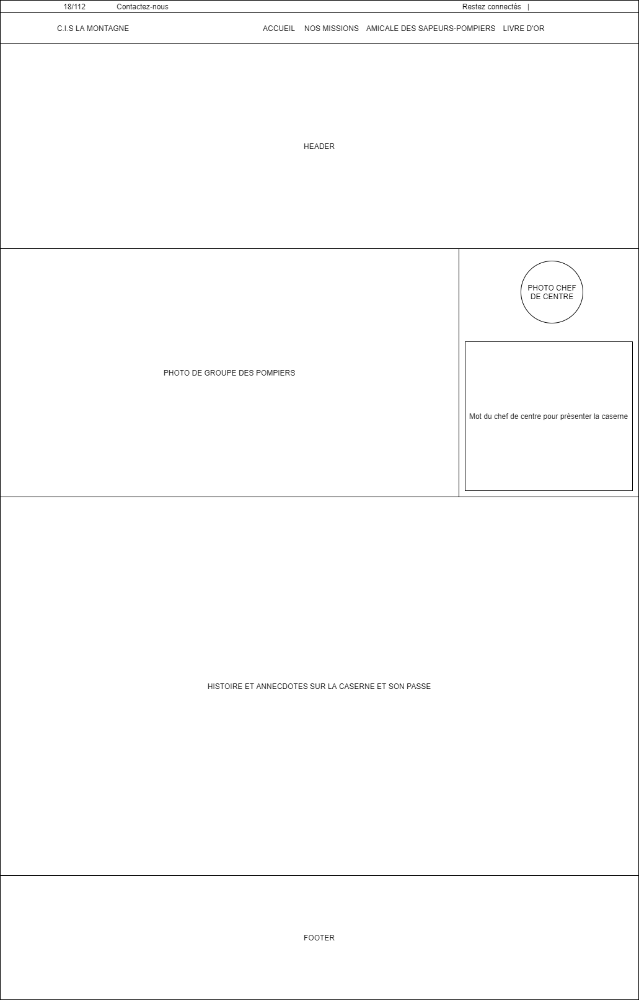 18/112 Contactez-nous Restez connectés |
C.I.S LA MONTAGNE ACCUEIL NOS MISSIONS AMICALE DES SAPEURS-POMPIERS LIVRE D'OR
HEADER
PHOTO CHEF
DE CENTRE
PHOTO DE GROUPE DES POMPIERS
Mot du chef de centre pour présenter la caserne
HISTOIRE ET ANNECDOTES SUR LA CASERNE ET SON PASSE
FOOTER